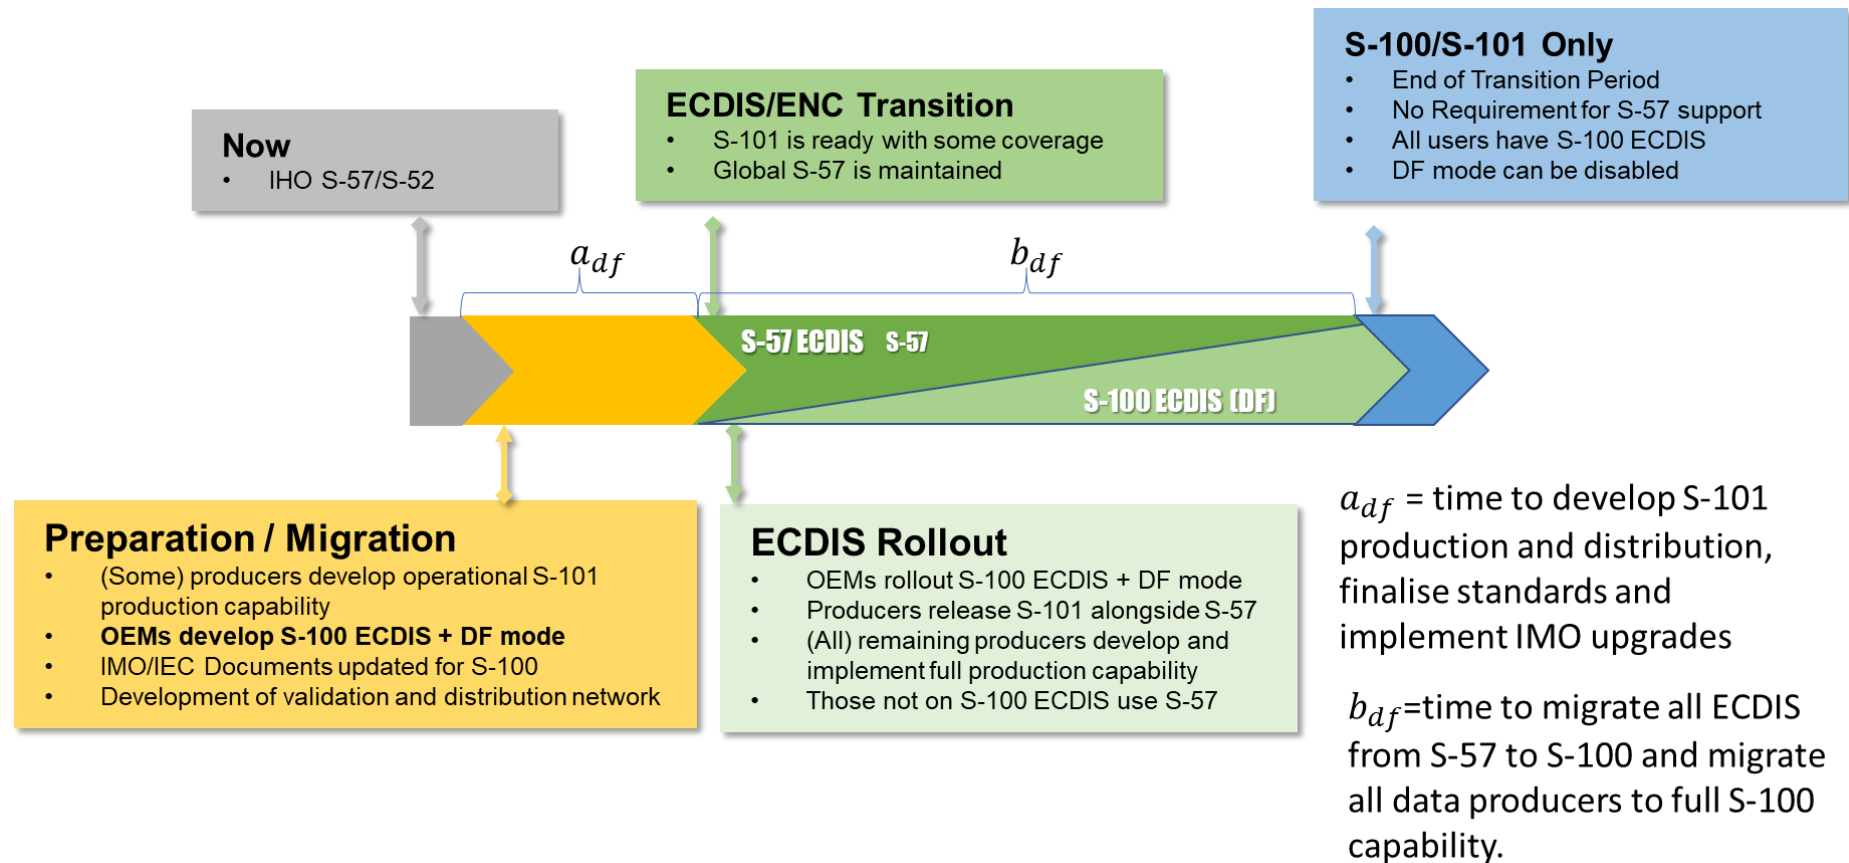 Now
• IHO S-57/S-52
ECDIS/ENC Transition
• S-101 is ready with some coverage
• Global S-57 is maintained
S-100/S-101 Only
• End of Transition Period
• No Requirement for S-57 support
• All users have S-100 ECDIS
• DF mode can be disabled
a_df
b_df
S-57 ECDIS S-57
S-100 ECDIS (DF)
Preparation / Migration
• (Some) producers develop operational S-101
production capability
• OEMs develop S-100 ECDIS + DF mode
• IMO/IEC Documents updated for S-100
• Development of validation and distribution network
ECDIS Rollout
• OEMs rollout S-100 ECDIS + DF mode
• Producers release S-101 alongside S-57
• (All) remaining producers develop and
implement full production capability
• Those not on S-100 ECDIS use S-57
a_df = time to develop S-101
production and distribution,
finalise standards and
implement IMO upgrades
b_df=time to migrate all ECDIS
from S-57 to S-100 and migrate
all data producers to full S-100
capability.